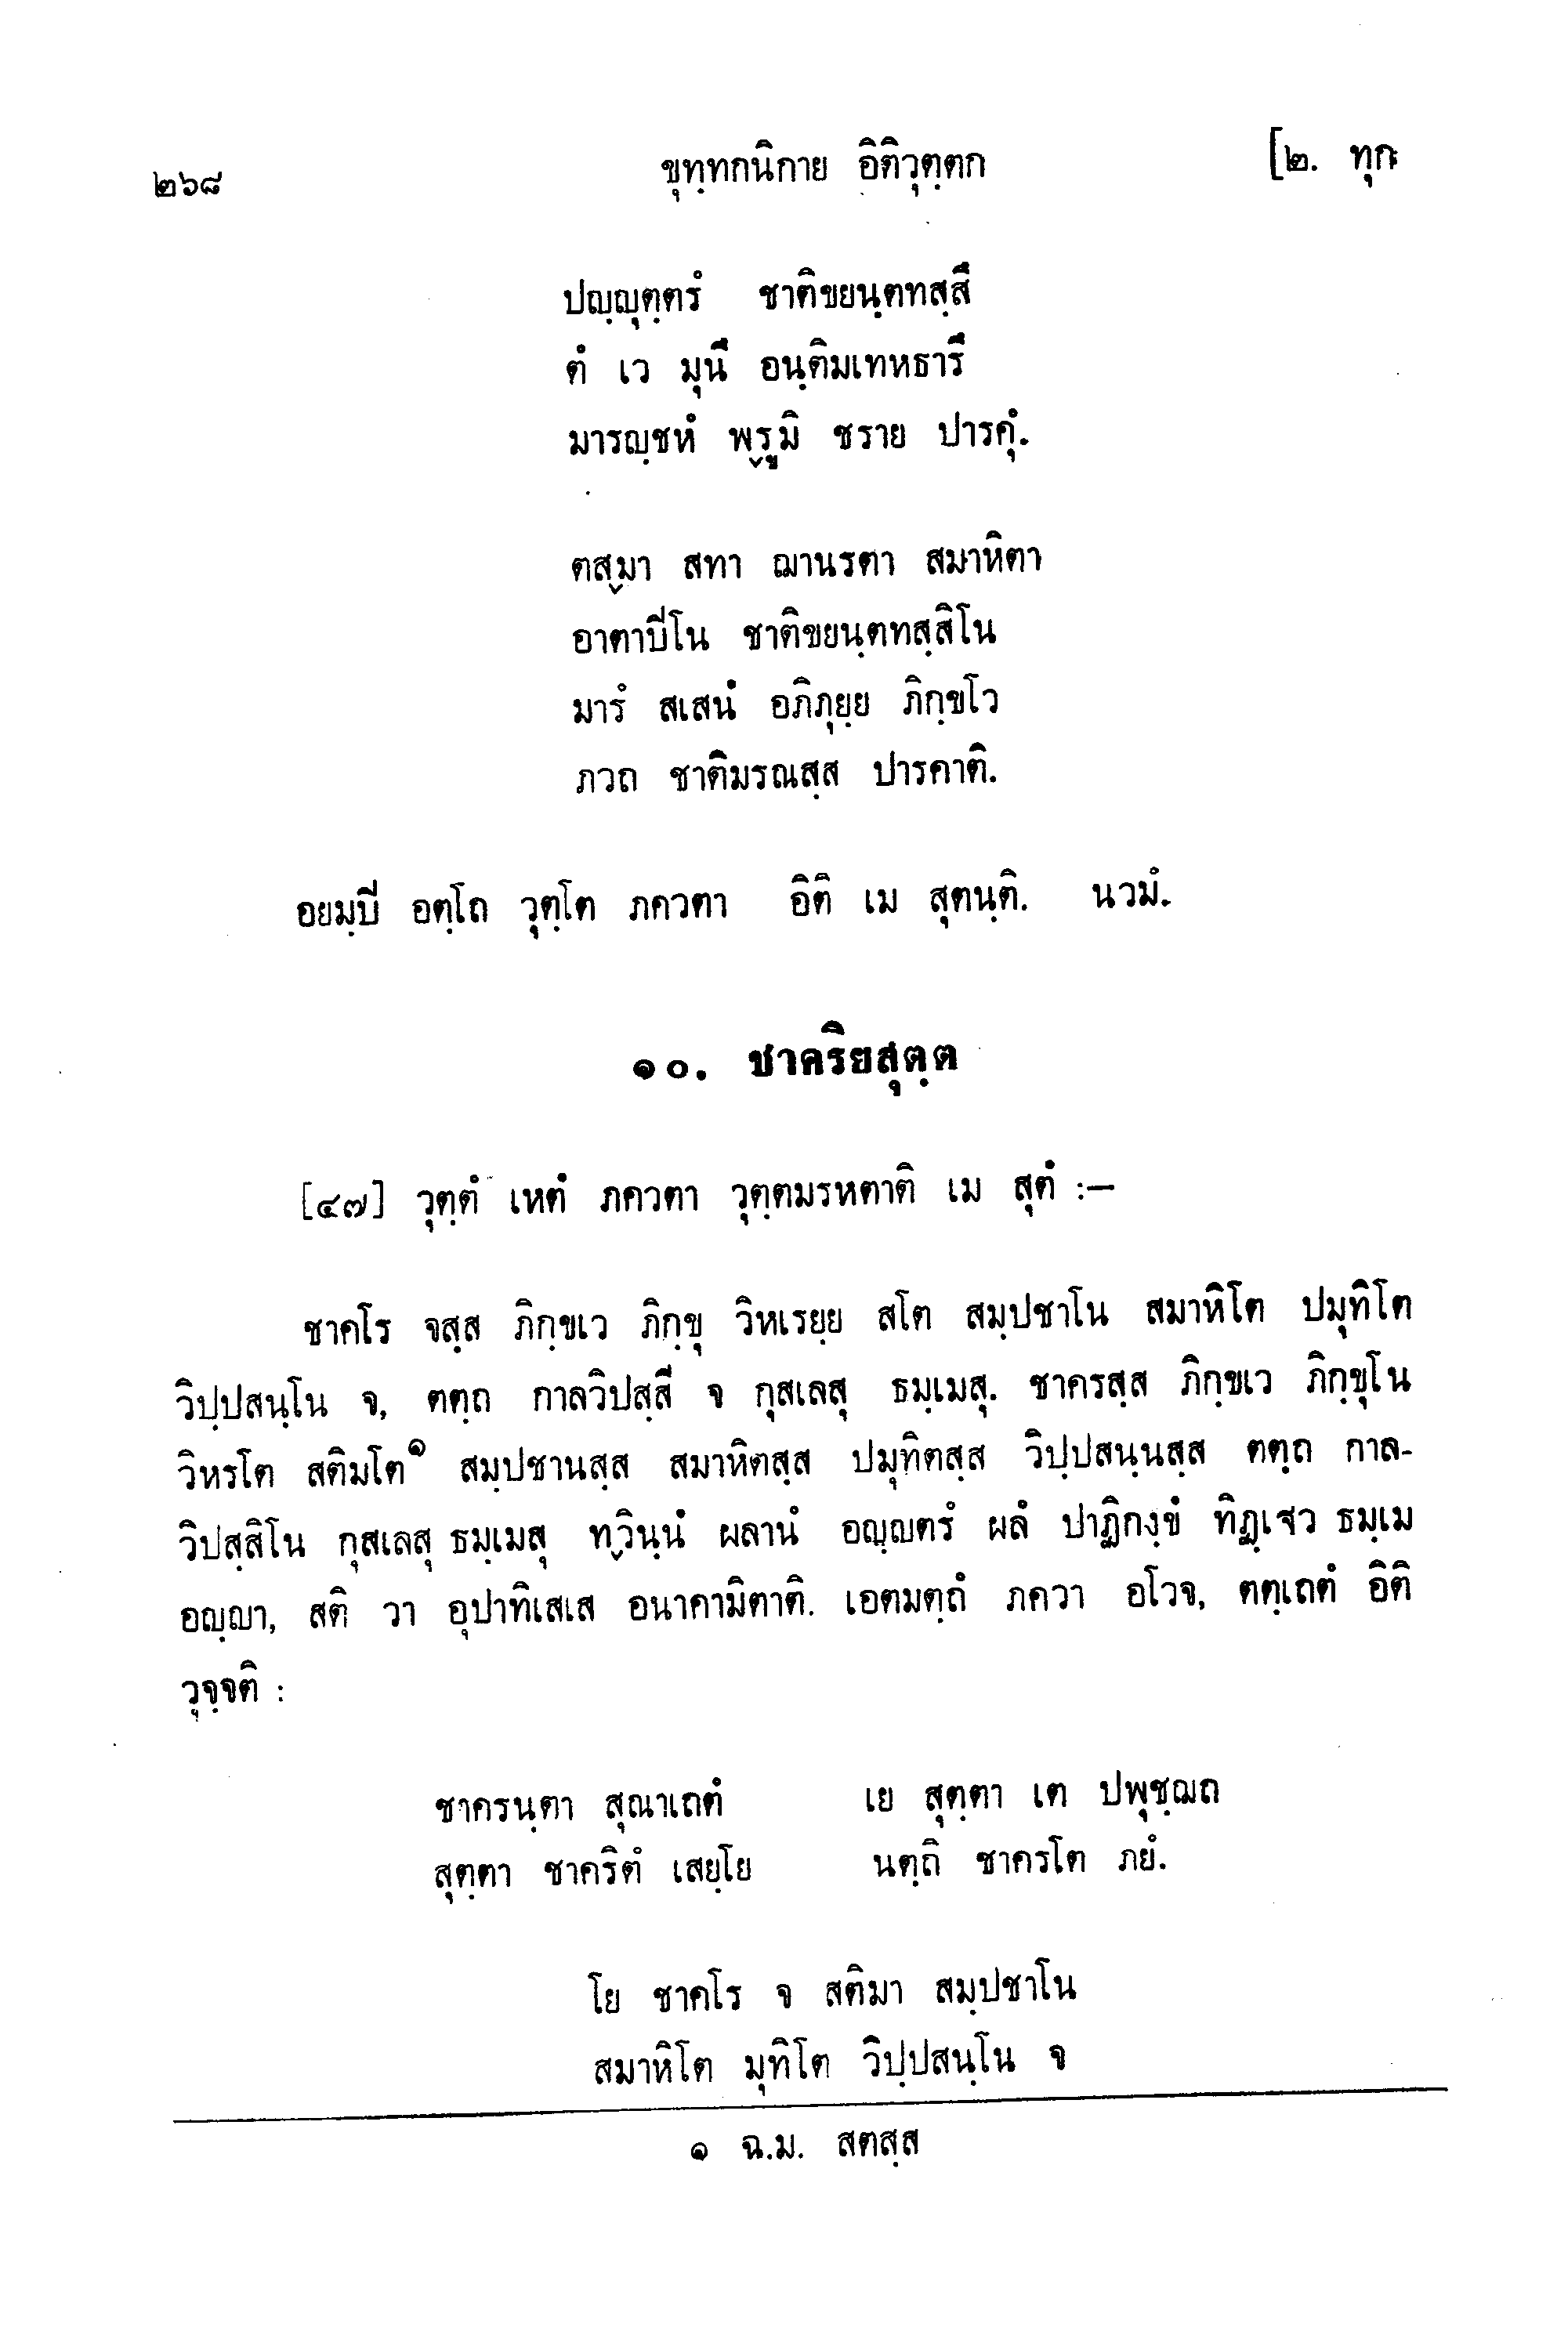 ๒๖๘ ขุทฺทกนิกาย อิติวุตฺตก [๒. ทุก
ปญฺญุตฺตรํ ชาติขยนฺตทสฺสึ
ตํ เว มุนึ อนฺติมเทหธารึ
มารญฺชหํ พฺรูมิ ชราย ปารคุํ.
ตสฺมา สทา ฌานรตา สมาหิตา
อาตาปีโน ชาติขยนฺตทสฺสิโน
มารํ สเสนํ อภิภุยฺย ภิกฺขโว
ภวถ ชาติมรณสฺส ปารคาติ.
อยมฺปี อตฺโถ วุตฺโต ภควตา อิติ เม สุตนฺติ. นวมํ.
๑๐. ชาคริยสุตฺต
[๔๗] วุตฺตํ เหตํ ภควตา วุตฺตมรหตาติ เม สุตํ :—
ชาคโร จสฺส ภิกฺขเว ภิกฺขุ วิหเรยฺย สโต สมฺปชาโน สมาหิโต ปมุทิโต
วิปฺปสนฺโน จ, ตตฺถ กาลวิปสฺสี จ กุสเลสุ ธมฺเมสุ. ชาครสฺส ภิกฺขเว ภิกฺขุโน
วิหรโต สติมโต๑ สมฺปชานสฺส สมาหิตสฺส ปมุทิตสฺส วิปฺปสนฺนสฺส ตตฺถ กาล-
วิปสฺสิโน กุสเลสุ ธมฺเมสุ ทฺวินฺนํ ผลานํ อญฺญตรํ ผลํ ปาฏิกงฺขํ ทิฏฺเฐว ธมฺเม
อญฺญา, สติ วา อุปาทิเสเส อนาคามิตาติ. เอตมตฺถํ ภควา อโวจ, ตตฺเถตํ อิติ
วุจฺจติ :
ชาครนฺตา สุณาเถตํ เย สุตฺตา เต ปพุชฺฌถ
สุตฺตา ชาคริตํ เสยฺโย นตฺถิ ชาครโต ภยํ.
โย ชาคโร จ สติมา สมฺปชาโน
สมาหิโต มุทิโต วิปฺปสนฺโน จ
๑ ฉ.ม. สตสฺส